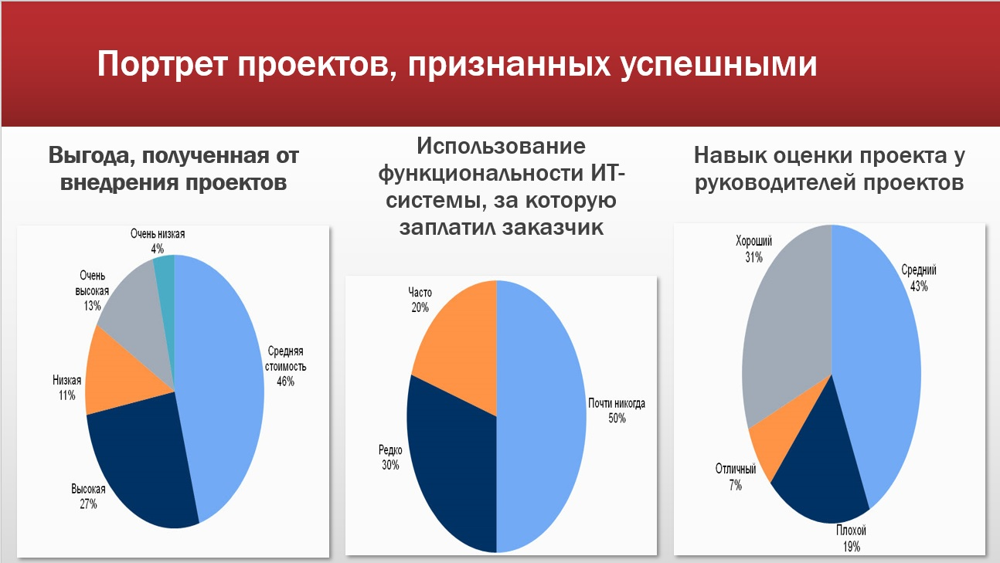 Портрет проектов, признанных успешными
Выгода, полученная от
внедрения проектов
Очень низкая
4%
Очень
высокая
13%
Средняя
стоимость
46%
Низкая
11%
Высокая
27%
Использование
функциональности ИТ-
системы, за которую
заплатил заказчик
Часто
20%
Почти никогда
50%
Редко
30%
Навык оценки проекта у
руководителей проектов
Хороший
31%
Средний
43%
Отличный
7%
Плохой
19%